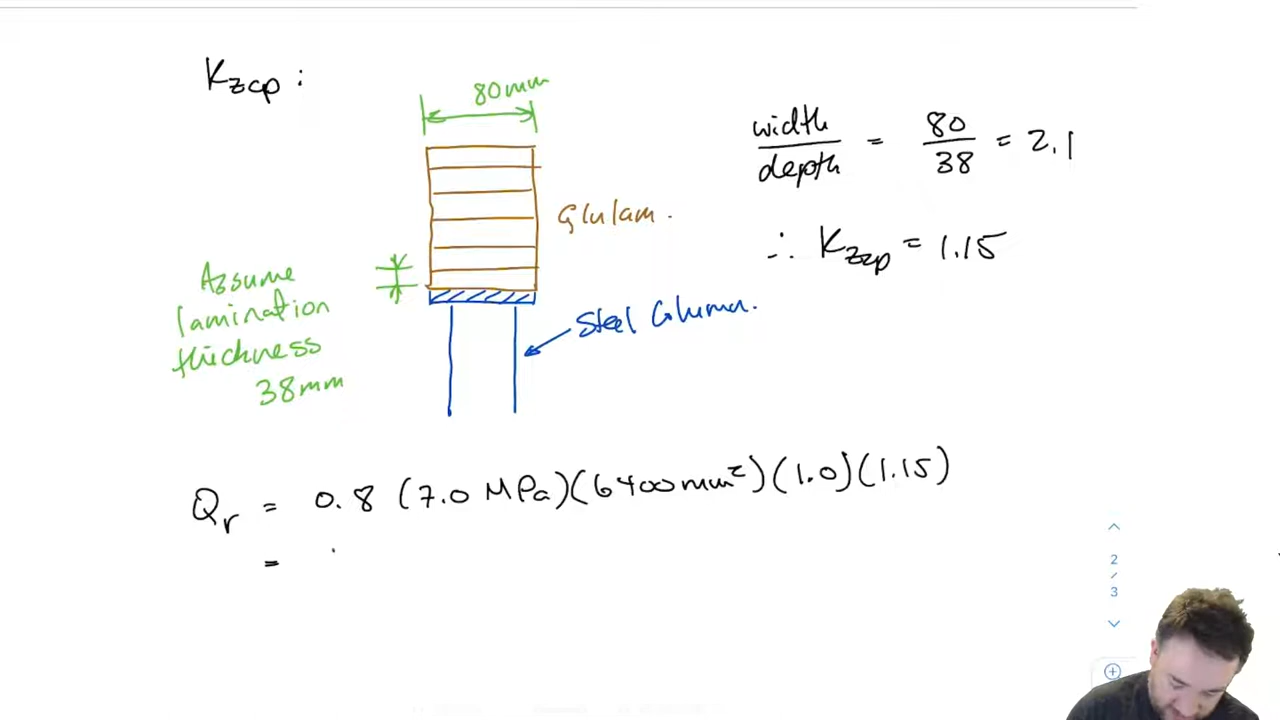 Kzcp :
80mm
width
depth
= 80/38 = 2.1
Glulam.
∴ Kzcp = 1.15
Assume
lamination
thickness
38mm
Steel Column.
Qr = 0.8 (7.0 MPa)(6400mm²)(1.0)(1.15)
=
2
/
3